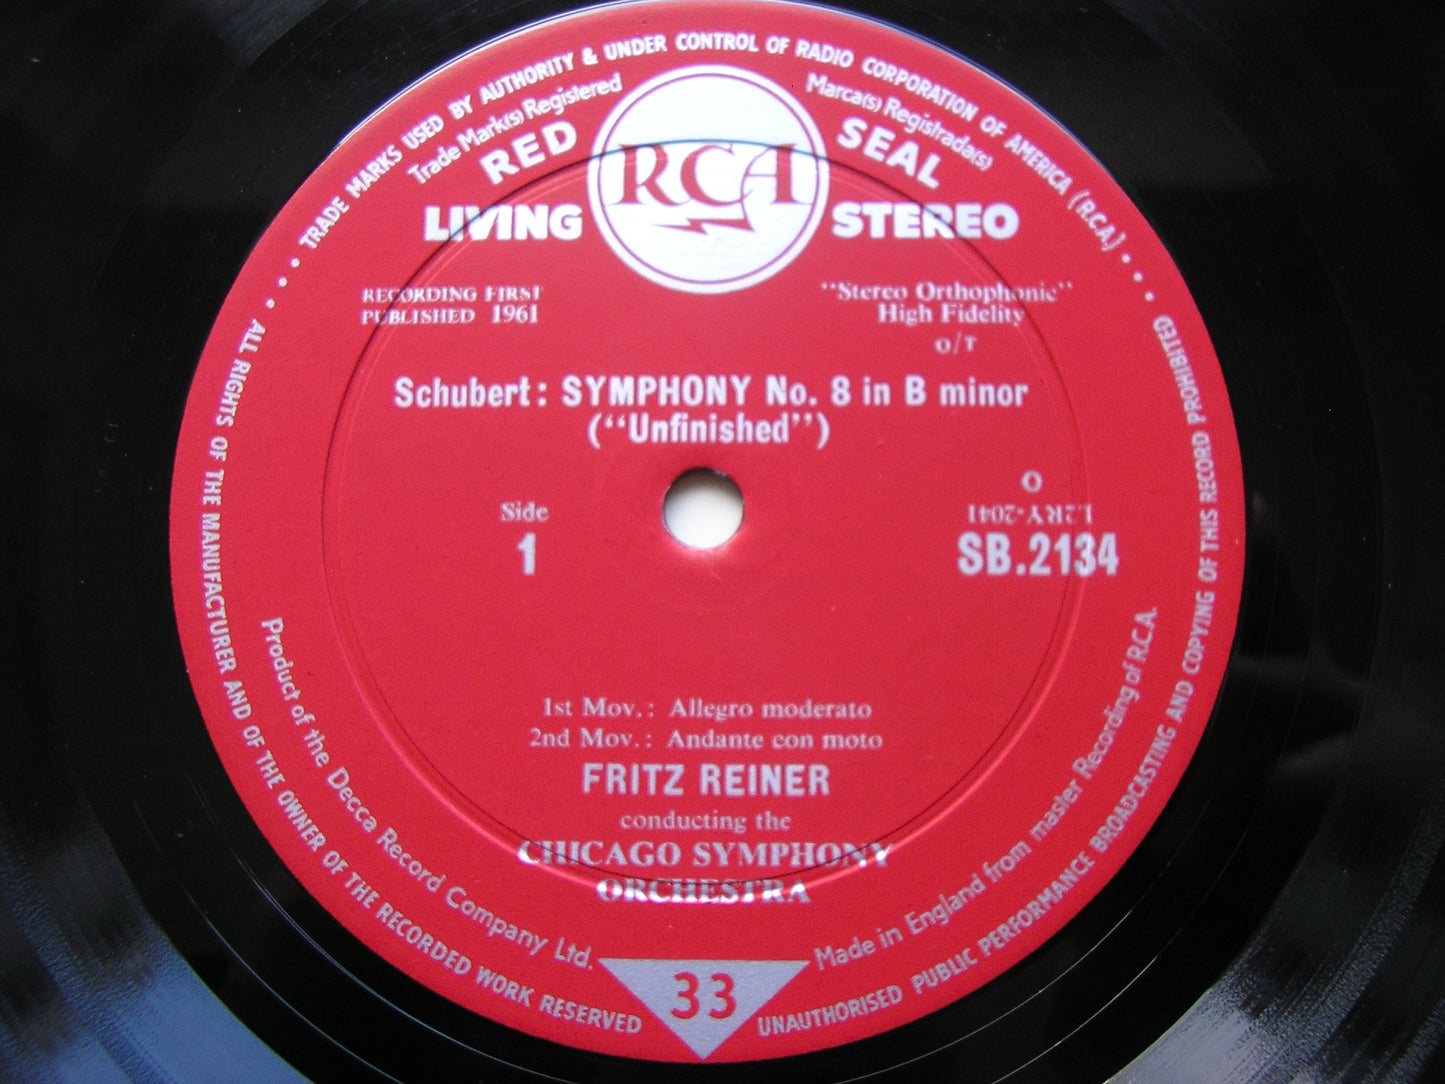 TRADE MARKS USED BY AUTHORITY & UNDER CONTROL OF RADIO CORPORATION OF AMERICA (RCA)
Trade Mark(s) Registered
Marca(s) Registrada(s)
RED SEAL
RCA
LIVING STEREO
RECORDING FIRST
PUBLISHED 1961
"Stereo Orthophonic"
High Fidelity
O/T
Schubert: SYMPHONY No. 8 in B minor
("Unfinished")
Side
1
O
L2RY-2041
SB.2134
1st Mov.: Allegro moderato
2nd Mov.: Andante con moto
FRITZ REINER
conducting the
CHICAGO SYMPHONY
ORCHESTRA
Product of the Decca Record Company Ltd.
Made in England from master Recording of R.C.A.
33
ALL RIGHTS OF THE MANUFACTURER AND OF THE OWNER OF THE RECORDED WORK RESERVED
UNAUTHORISED PUBLIC PERFORMANCE BROADCASTING AND COPYING OF THIS RECORD PROHIBITED